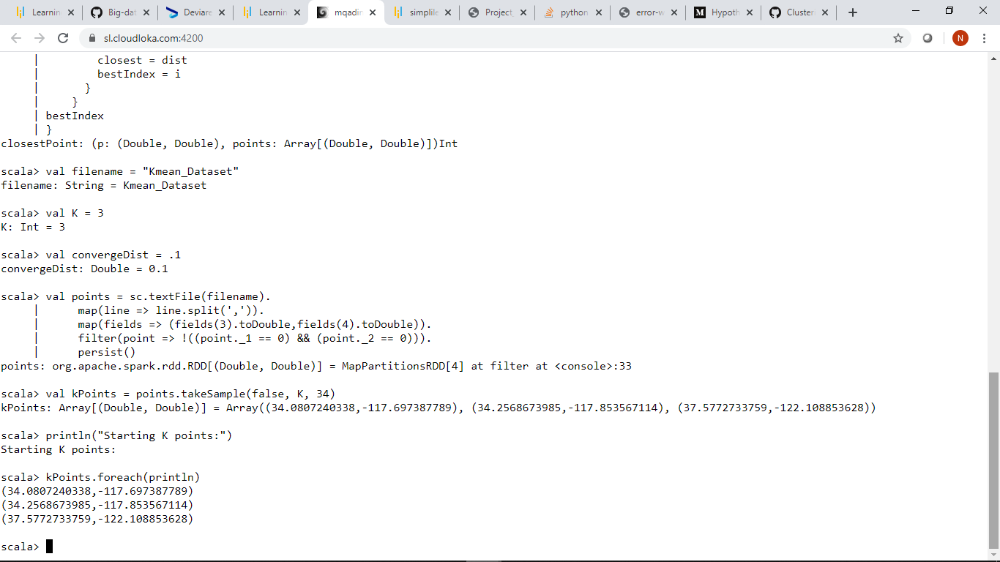 Learnin
Big-dat
Deviare
Learnin
mqadin
simplile
Project_
python
error-w
Hypoth
Cluster
sl.cloudloka.com:4200
N
| closest = dist
| bestIndex = i
| }
| }
| bestIndex
| }
closestPoint: (p: (Double, Double), points: Array[(Double, Double)])Int
scala> val filename = "Kmean_Dataset"
filename: String = Kmean_Dataset
scala> val K = 3
K: Int = 3
scala> val convergeDist = .1
convergeDist: Double = 0.1
scala> val points = sc.textFile(filename).
| map(line => line.split(',')).
| map(fields => (fields(3).toDouble,fields(4).toDouble)).
| filter(point => !((point._1 == 0) && (point._2 == 0))).
| persist()
points: org.apache.spark.rdd.RDD[(Double, Double)] = MapPartitionsRDD[4] at filter at <console>:33
scala> val kPoints = points.takeSample(false, K, 34)
kPoints: Array[(Double, Double)] = Array((34.0807240338,-117.697387789), (34.2568673985,-117.853567114), (37.5772733759,-122.108853628))
scala> println("Starting K points:")
Starting K points:
scala> kPoints.foreach(println)
(34.0807240338,-117.697387789)
(34.2568673985,-117.853567114)
(37.5772733759,-122.108853628)
scala>